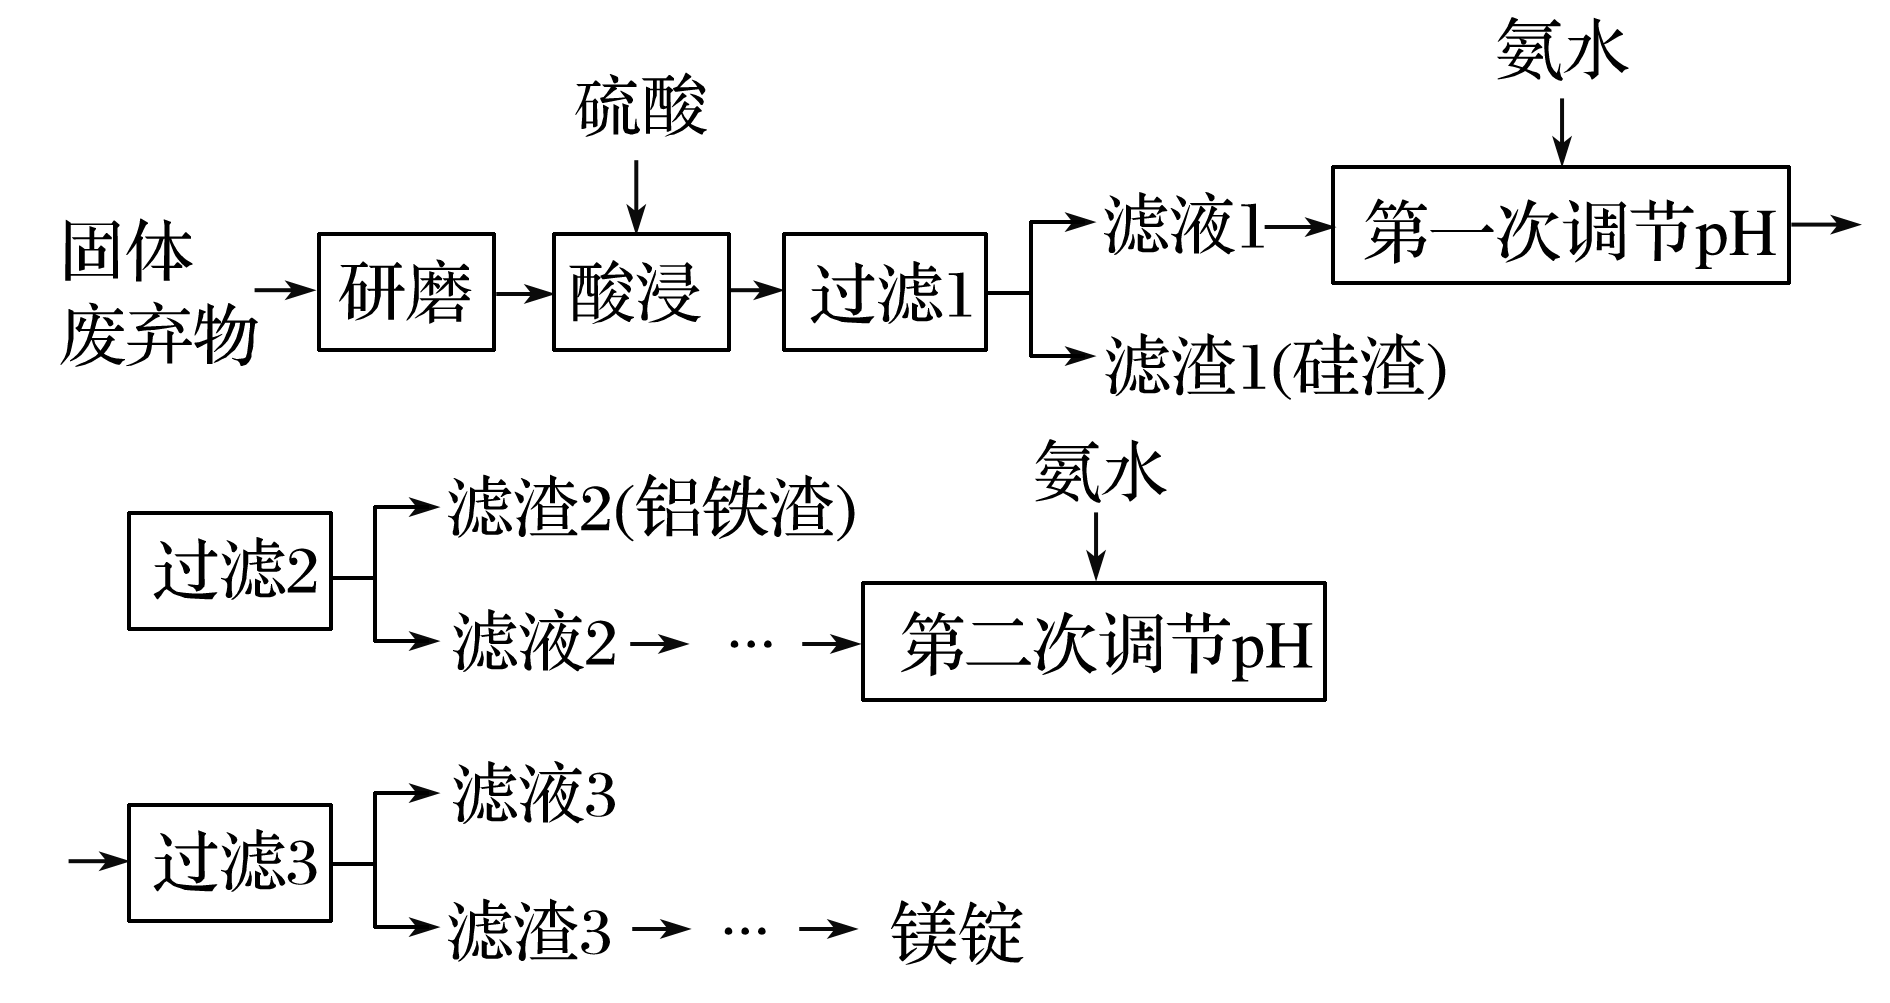 氨水
硫酸
固体
废弃物
研磨
酸浸
过滤1
滤液1
第一次调节pH
滤渣1(硅渣)
过滤2
滤渣2(铝铁渣)
滤液2
…
氨水
第二次调节pH
过滤3
滤液3
滤渣3
…
镁锭